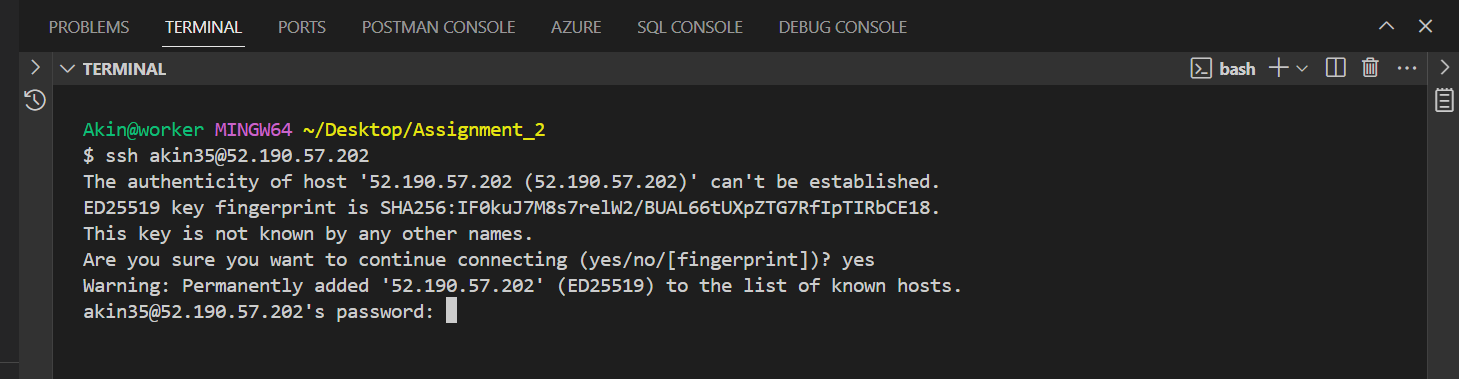 PROBLEMS TERMINAL PORTS POSTMAN CONSOLE AZURE SQL CONSOLE DEBUG CONSOLE
TERMINAL bash
Akin@worker MINGW64 ~/Desktop/Assignment_2
$ ssh akin35@52.190.57.202
The authenticity of host '52.190.57.202 (52.190.57.202)' can't be established.
ED25519 key fingerprint is SHA256:IF0kuJ7M8s7relW2/BUAL66tUXpZTG7RfIpTIRbCE18.
This key is not known by any other names.
Are you sure you want to continue connecting (yes/no/[fingerprint])? yes
Warning: Permanently added '52.190.57.202' (ED25519) to the list of known hosts.
akin35@52.190.57.202's password: